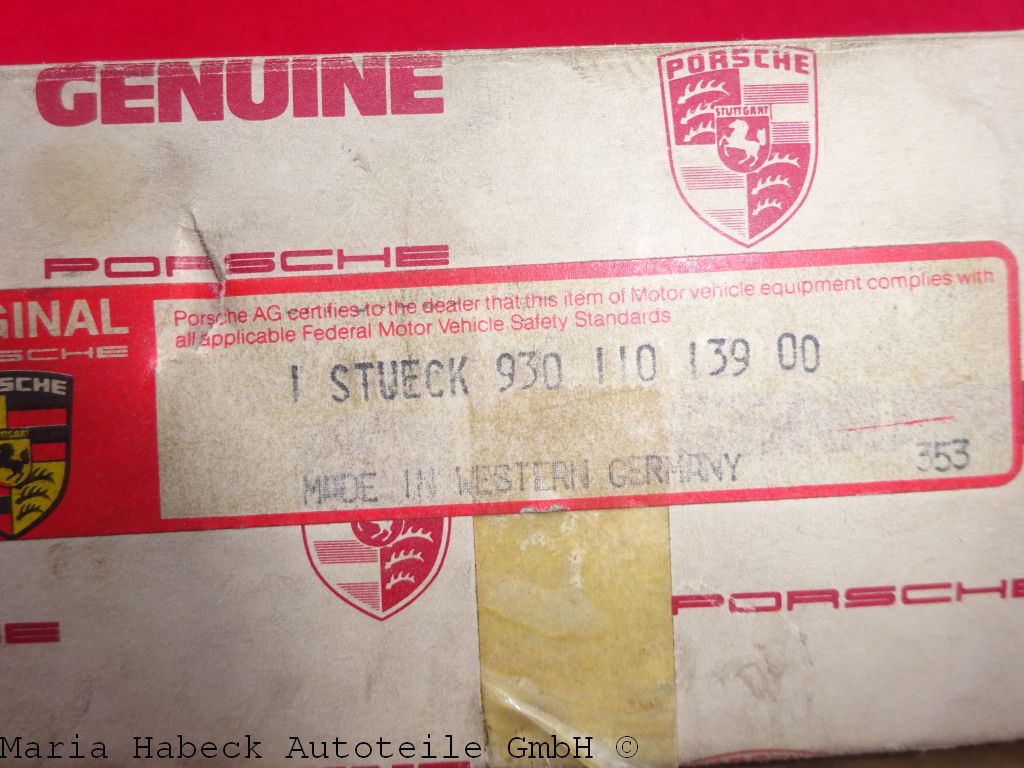 GENUINE
PORSCHE
STUTTGART
PORSCHE
GINAL
SCHE
SCHE
Porsche AG certifies to the dealer that this item of Motor vehicle equipment complies with
all applicable Federal Motor Vehicle Safety Standards
1 STUECK 930 110 139 00
MADE IN WESTERN GERMANY
353
PORSCHE
Maria Habeck Autoteile GmbH ©